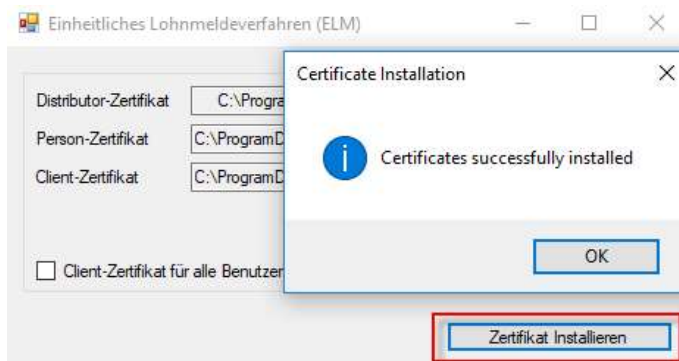 Einheitliches Lohnmeldeverfahren (ELM)
Certificate Installation
Distributor-Zertifikat C:\Progra
Person-Zertifikat C:\ProgramD
Client-Zertifikat C:\ProgramD
Certificates successfully installed
OK
Client-Zertifikat für alle Benutzer
Zertifikat Installieren